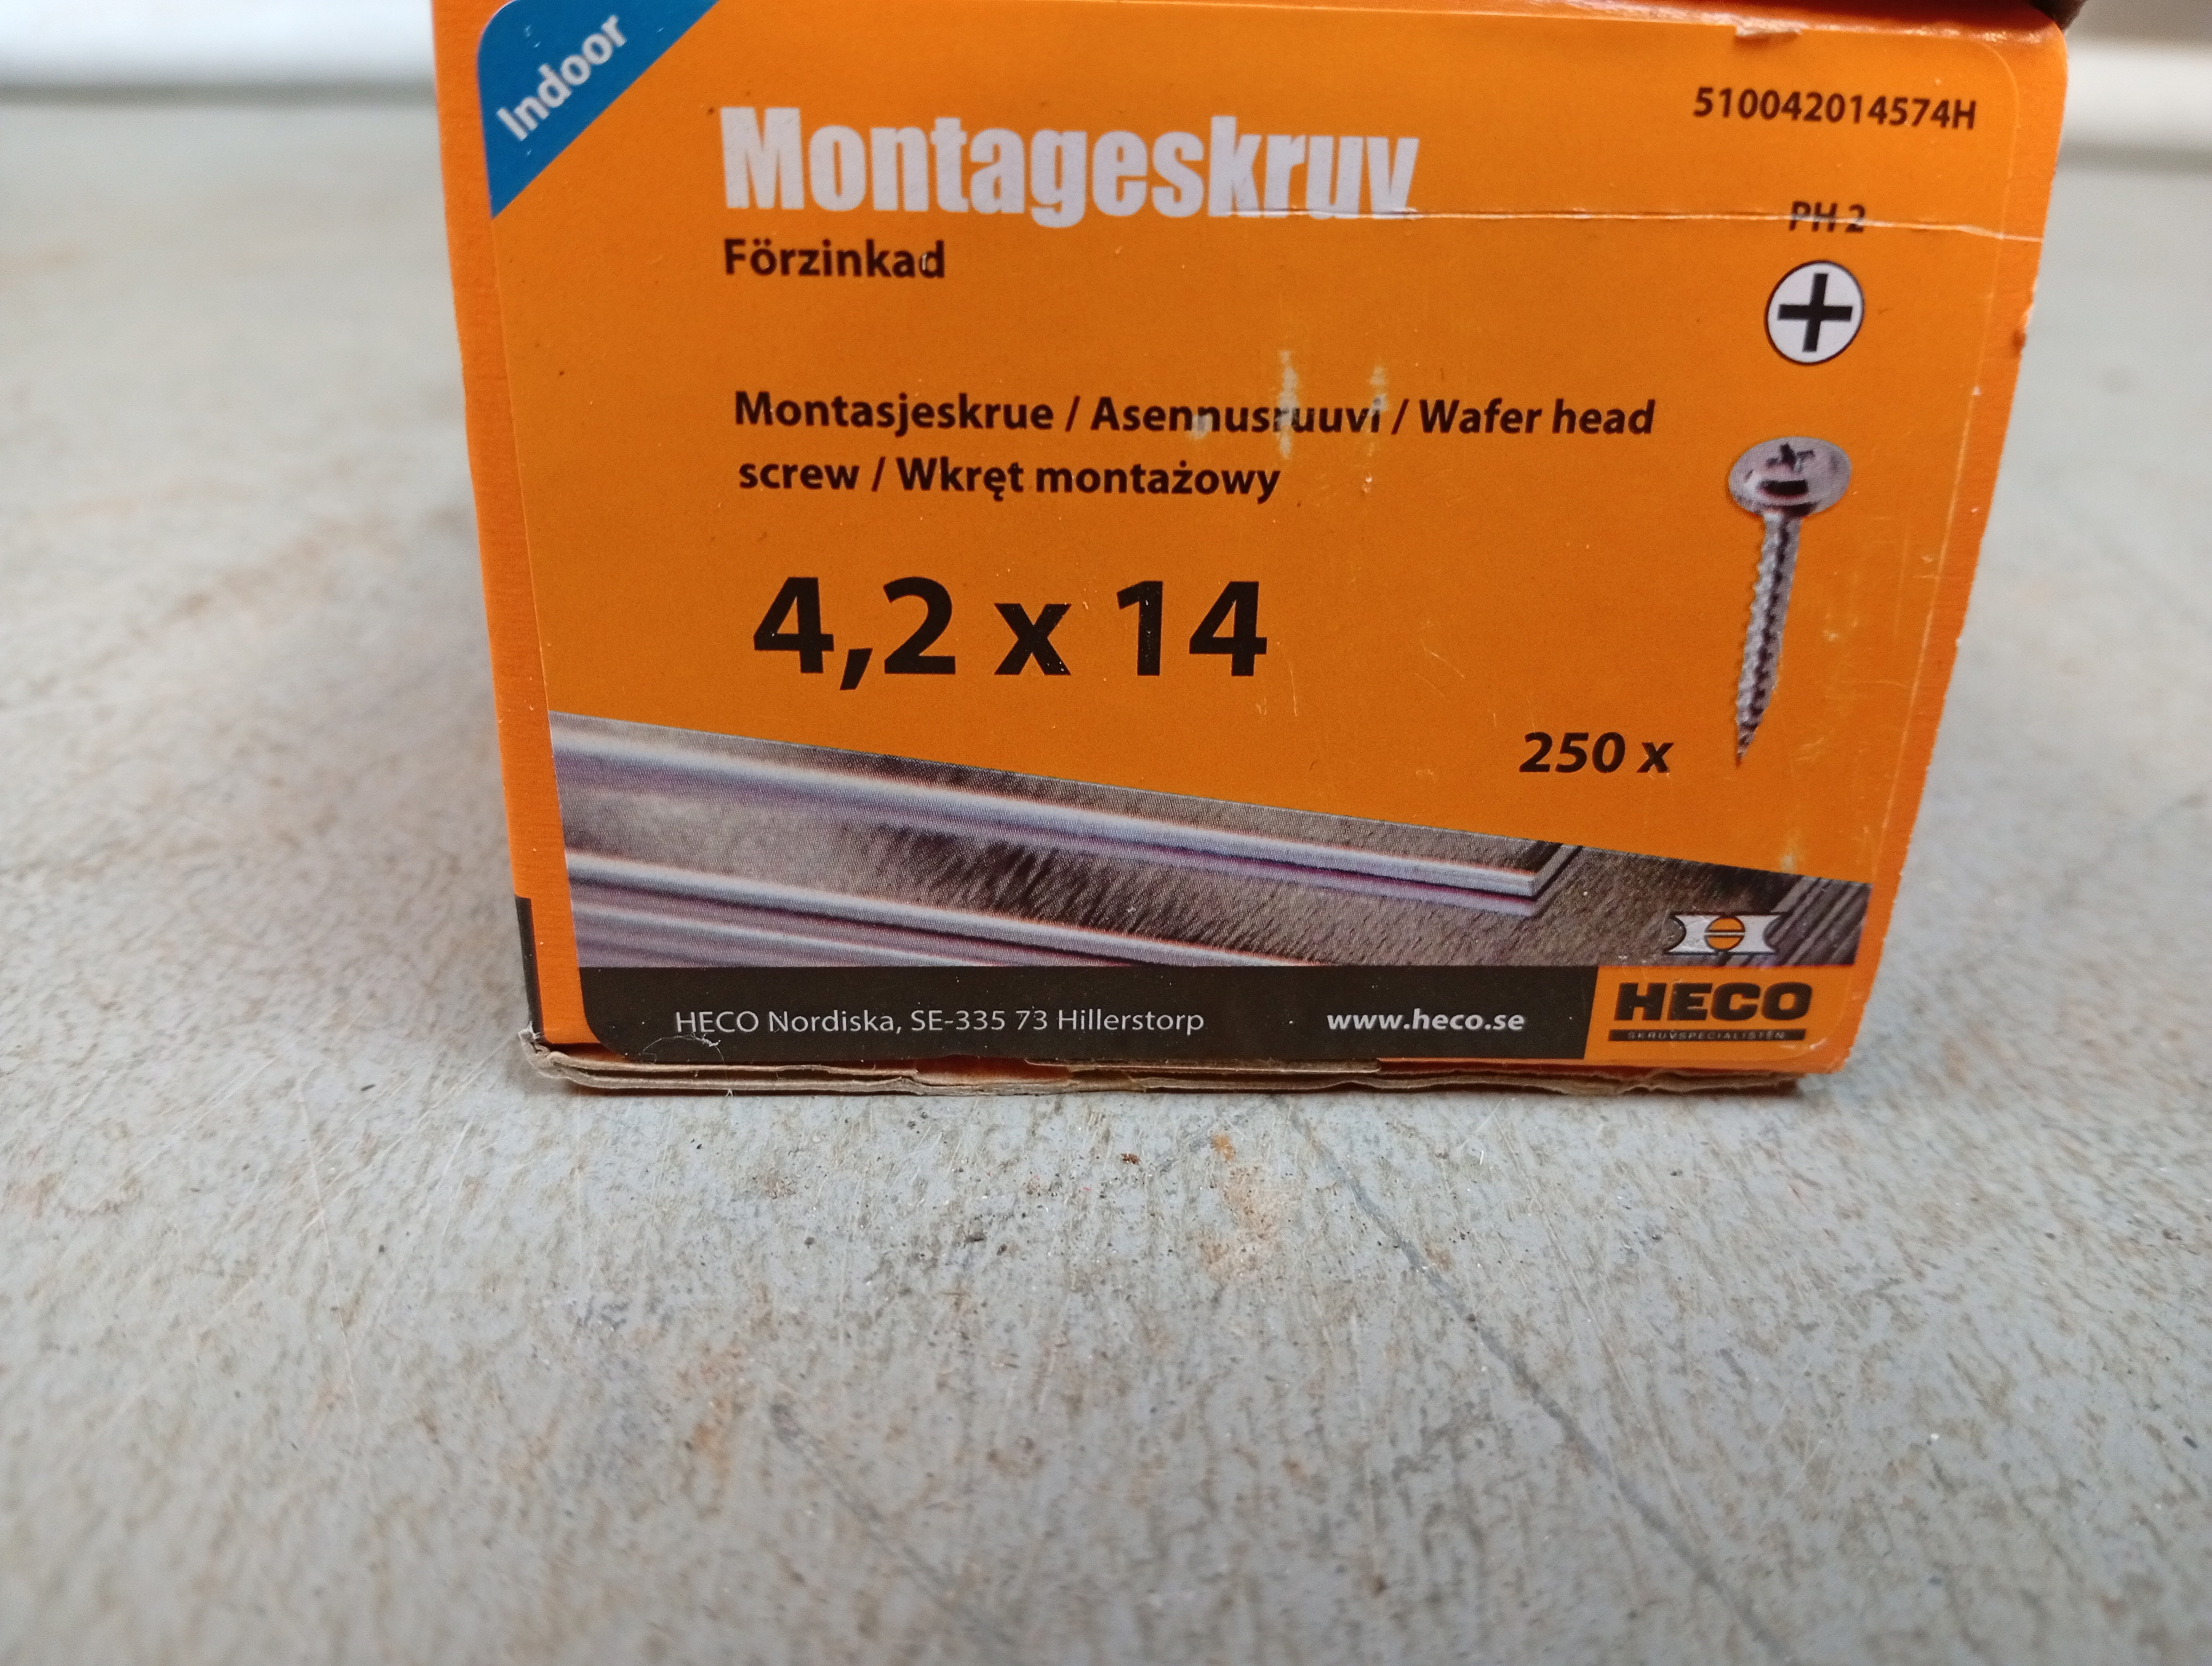 Indoor
510042014574H
Montageskruv
PH 2
Förzinkad
Montasjeskrue / Asennusruuvi / Wafer head
screw / Wkręt montażowy
4,2 x 14
250 x
HECO Nordiska, SE-335 73 Hillerstorp
www.heco.se
HECO
SKRUVSPECIALISTEN